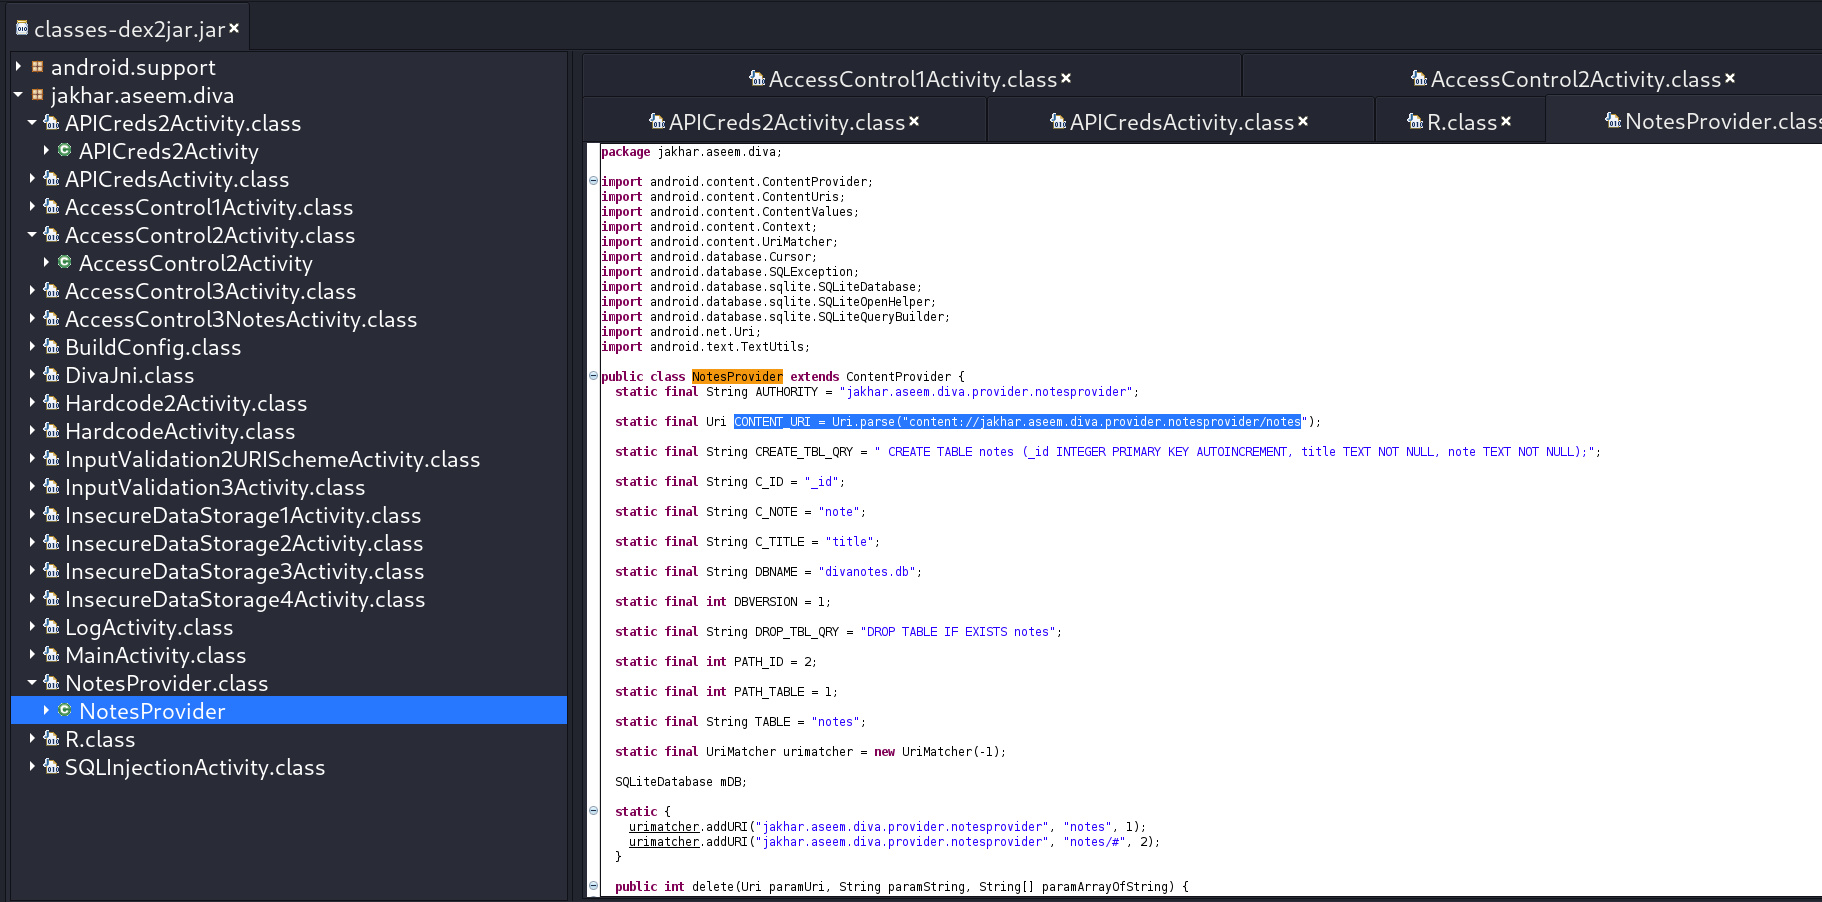 classes-dex2jar.jar
android.support
jakhar.aseem.diva
APICreds2Activity.class
APICreds2Activity
APICredsActivity.class
AccessControl1Activity.class
AccessControl2Activity.class
AccessControl2Activity
AccessControl3Activity.class
AccessControl3NotesActivity.class
BuildConfig.class
DivaJni.class
Hardcode2Activity.class
HardcodeActivity.class
InputValidation2URISchemeActivity.class
InputValidation3Activity.class
InsecureDataStorage1Activity.class
InsecureDataStorage2Activity.class
InsecureDataStorage3Activity.class
InsecureDataStorage4Activity.class
LogActivity.class
MainActivity.class
NotesProvider.class
NotesProvider
R.class
SQLInjectionActivity.class
AccessControl1Activity.class AccessControl2Activity.class
APICreds2Activity.class APICredsActivity.class R.class NotesProvider.class
package jakhar.aseem.diva;
import android.content.ContentProvider;
import android.content.ContentUris;
import android.content.ContentValues;
import android.content.Context;
import android.content.UriMatcher;
import android.database.Cursor;
import android.database.SQLException;
import android.database.sqlite.SQLiteDatabase;
import android.database.sqlite.SQLiteOpenHelper;
import android.database.sqlite.SQLiteQueryBuilder;
import android.net.Uri;
import android.text.TextUtils;
public class NotesProvider extends ContentProvider {
static final String AUTHORITY = "jakhar.aseem.diva.provider.notesprovider";
static final Uri CONTENT_URI = Uri.parse("content://jakhar.aseem.diva.provider.notesprovider/notes");
static final String CREATE_TBL_QRY = " CREATE TABLE notes (_id INTEGER PRIMARY KEY AUTOINCREMENT, title TEXT NOT NULL, note TEXT NOT NULL);";
static final String C_ID = "_id";
static final String C_NOTE = "note";
static final String C_TITLE = "title";
static final String DBNAME = "divanotes.db";
static final int DBVERSION = 1;
static final String DROP_TBL_QRY = "DROP TABLE IF EXISTS notes";
static final int PATH_ID = 2;
static final int PATH_TABLE = 1;
static final String TABLE = "notes";
static final UriMatcher urimatcher = new UriMatcher(-1);
SQLiteDatabase mDB;
static {
urimatcher.addURI("jakhar.aseem.diva.provider.notesprovider", "notes", 1);
urimatcher.addURI("jakhar.aseem.diva.provider.notesprovider", "notes/#", 2);
}
public int delete(Uri paramUri, String paramString, String[] paramArrayOfString) {